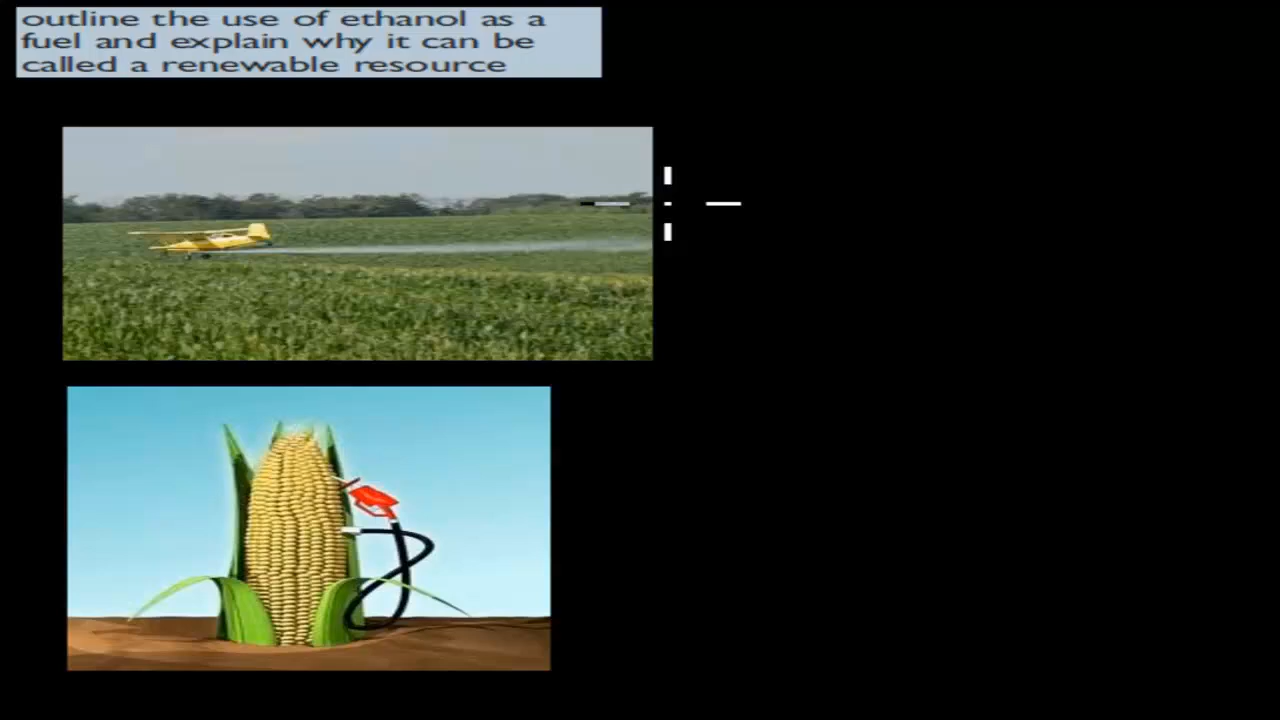 outline the use of ethanol as a
fuel and explain why it can be
called a renewable resource